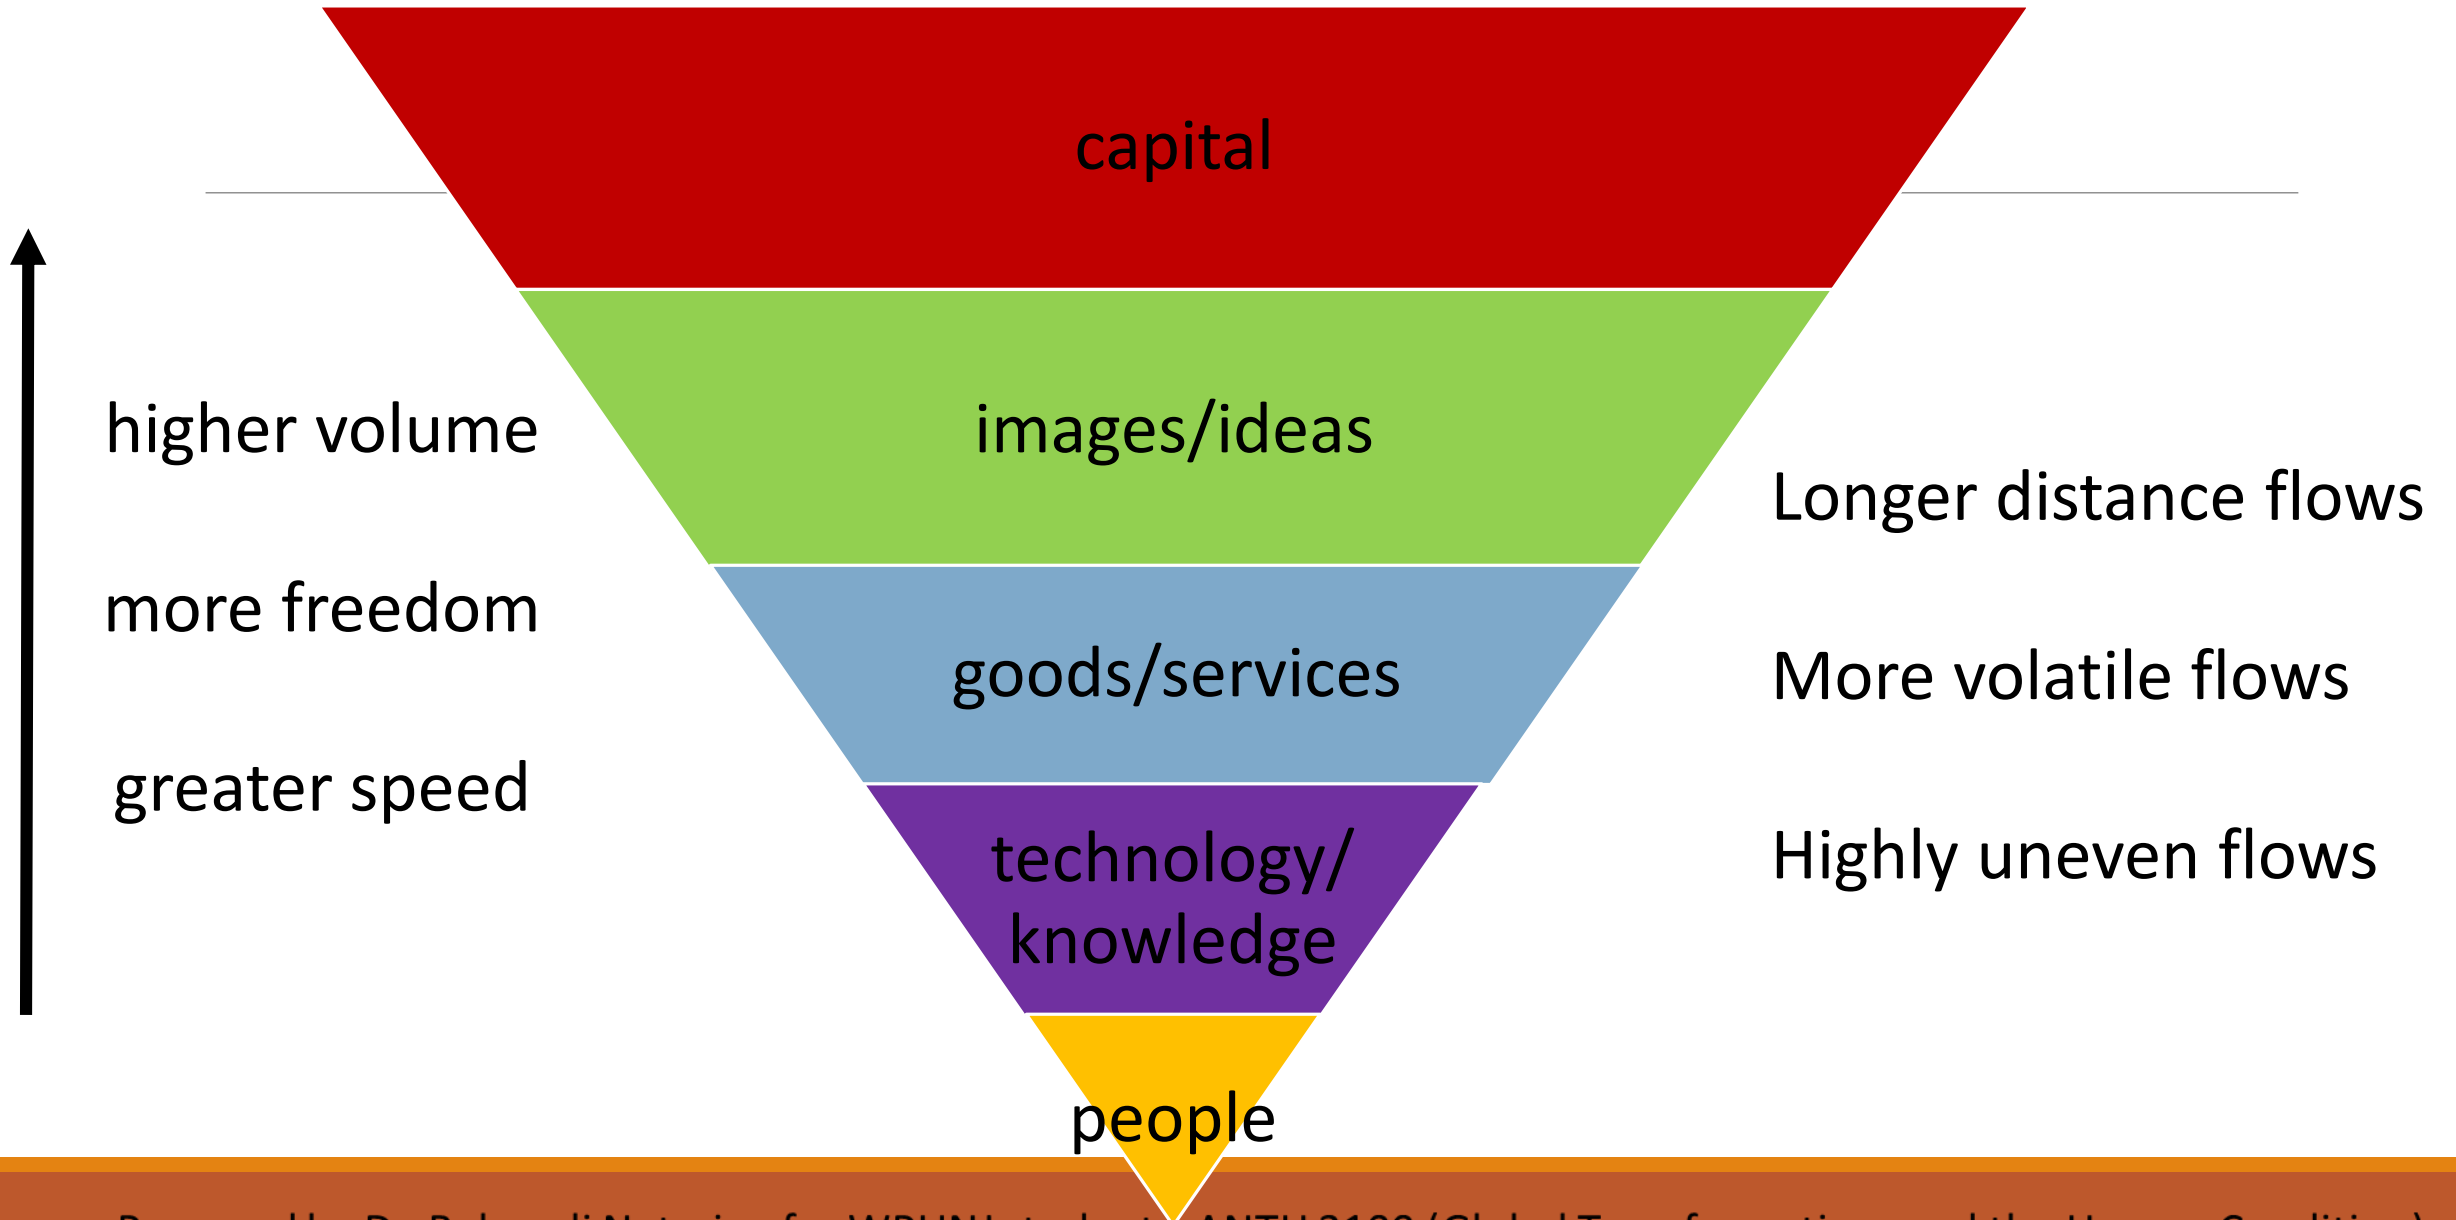 capital
higher volume
images/ideas
Longer distance flows
more freedom
goods/services
More volatile flows
greater speed
technology/
knowledge
Highly uneven flows
people